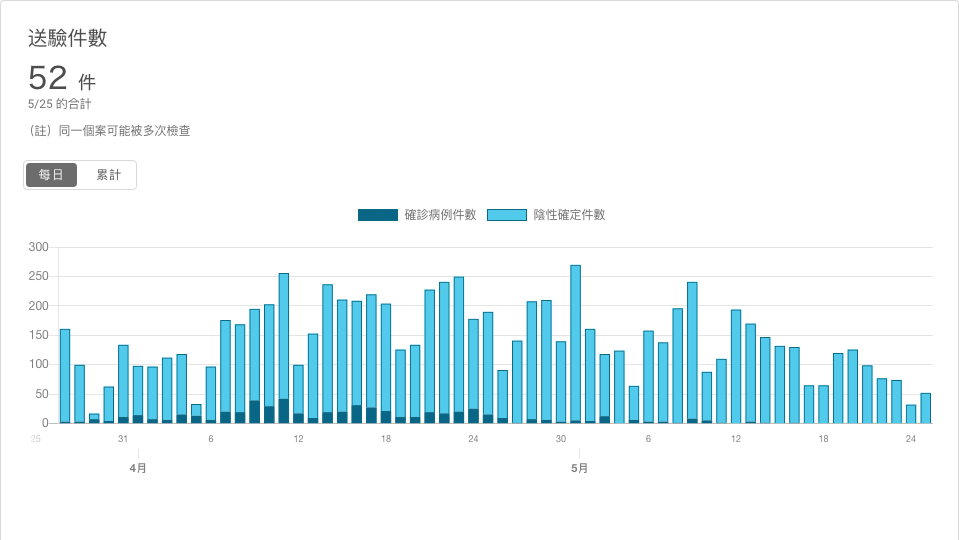 送驗件數
52 件
5/25 的合計
（註）同一個案可能被多次檢查
每日 累計
確診病例件數 陰性確定件數
300
250
200
150
100
50
0
25 31 6 12 18 24 30 6 12 18 24
4月 5月